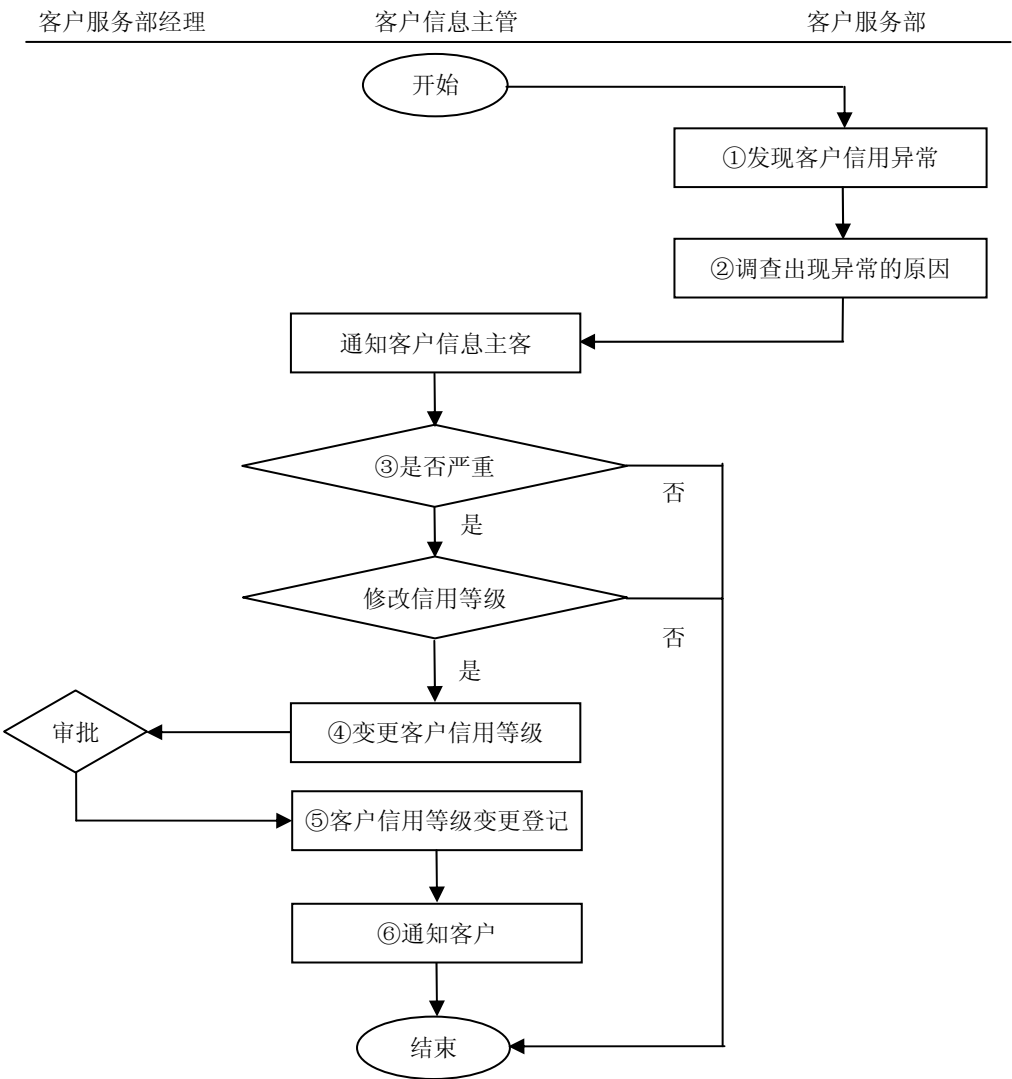 客户服务部经理 客户信息主管 客户服务部
开始
①发现客户信用异常
②调查出现异常的原因
通知客户信息主客
③是否严重
否
是
修改信用等级
否
是
审批
④变更客户信用等级
⑤客户信用等级变更登记
⑥通知客户
结束